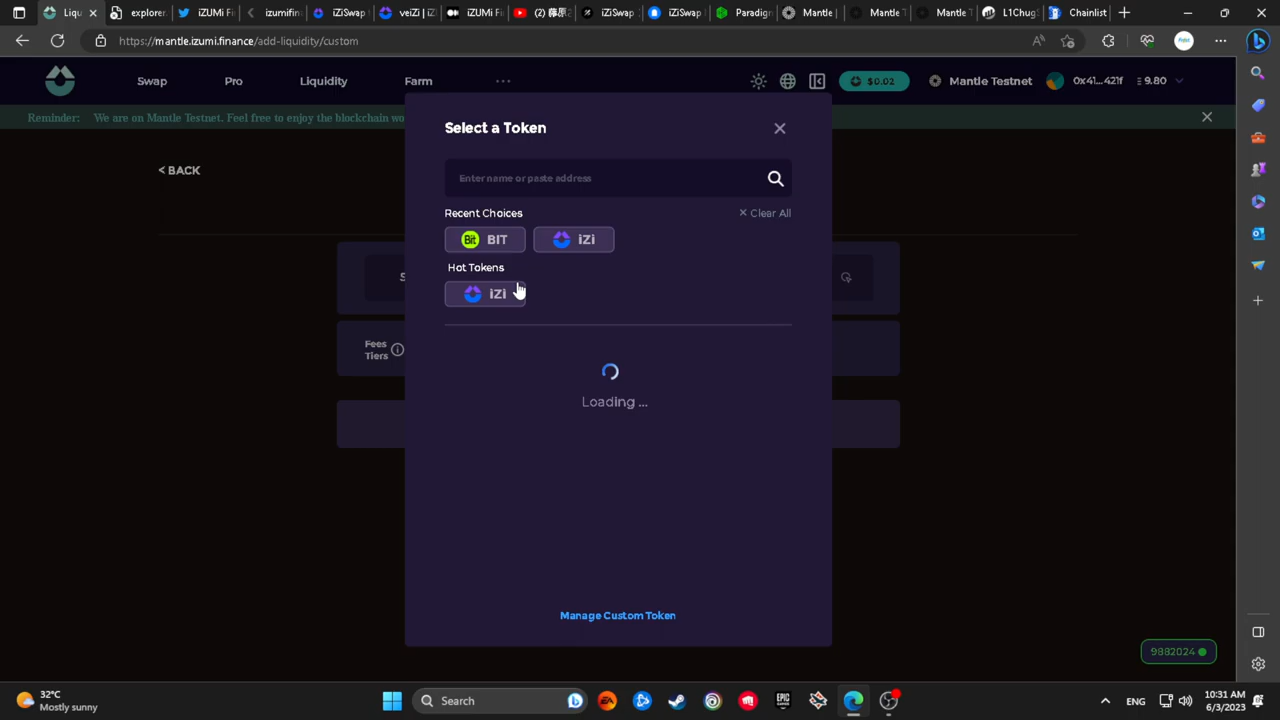 Liqu
explorer.
iZUMi Fi
izumifin
iZiSwap
veiZi | iZ
iZUMi Fi
(2) 藤原
iZiSwap
iZiSwap
Paradign
Mantle |
Mantle T
Mantle T
L1Chug
Chainlist
https://mantle.izumi.finance/add-liquidity/custom
Swap
Pro
Liquidity
Farm
$0.02
Mantle Testnet
0x41...421f
9.80
Reminder: We are on Mantle Testnet. Feel free to enjoy the blockchain wo
Select a Token
< BACK
Enter name or paste address
Recent Choices
Clear All
BIT
iZi
Hot Tokens
iZi
S
Fees
Tiers
Loading ...
Manage Custom Token
9882024
32°C
Mostly sunny
Search
ENG
10:31 AM
6/3/2023